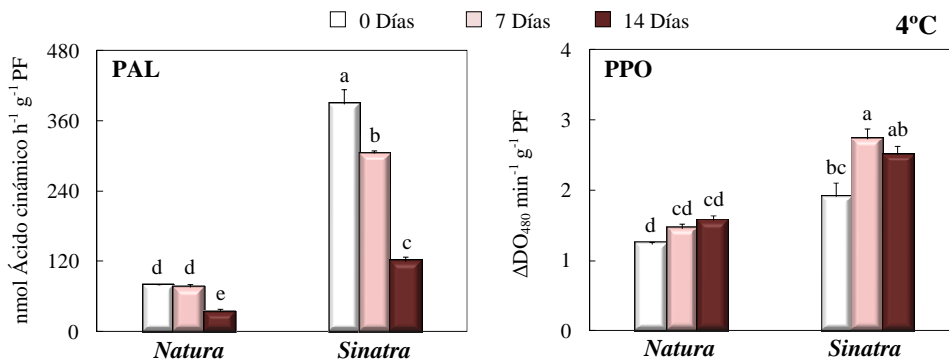 0 Días 7 Días 14 Días 4ºC
PAL
nmol Ácido cinámico h-1 g-1 PF
480
360
240
120
0
d d e a b c
Natura Sinatra
PPO
ΔDO480 min-1 g-1 PF
4
3
2
1
0
d cd cd bc a ab
Natura Sinatra